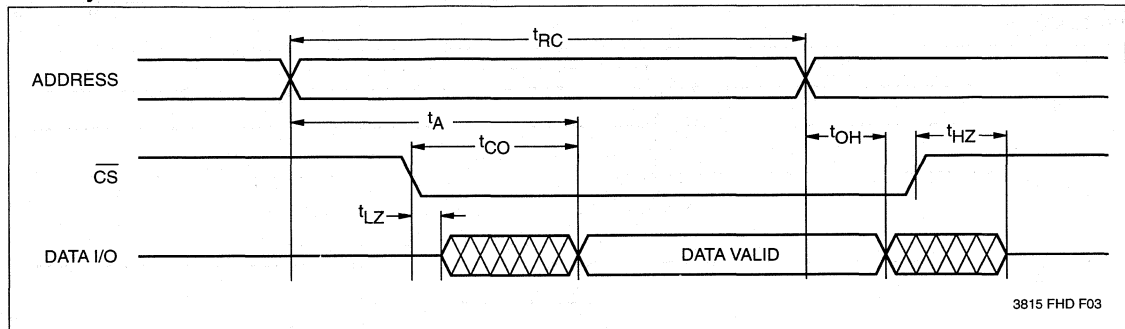 tRC
ADDRESS
tA
tCO
tOH
tHZ
CS
tLZ
DATA I/O
DATA VALID
3815 FHD F03